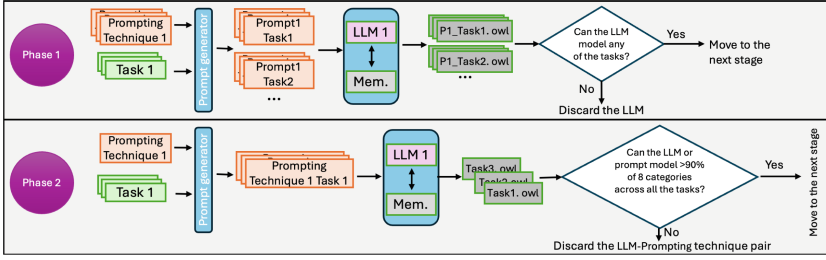 Phase 1
Prompting
Technique 1
Task 1
Prompt generator
Prompt1
Task1
Prompt1
Task2
...
LLM 1
Mem.
P1_Task1. owl
P1_Task2. owl
...
Can the LLM
model any
of the tasks?
Yes
Move to the
next stage
No
Discard the LLM
Phase 2
Prompting
Technique 1
Task 1
Prompt generator
Prompting
Technique 1 Task 1
LLM 1
Mem.
Task3. owl
Task2. owl
Task1. owl
Can the LLM or
prompt model >90%
of 8 categories
across all the tasks?
Yes
Move to the next stage
No
Discard the LLM-Prompting technique pair